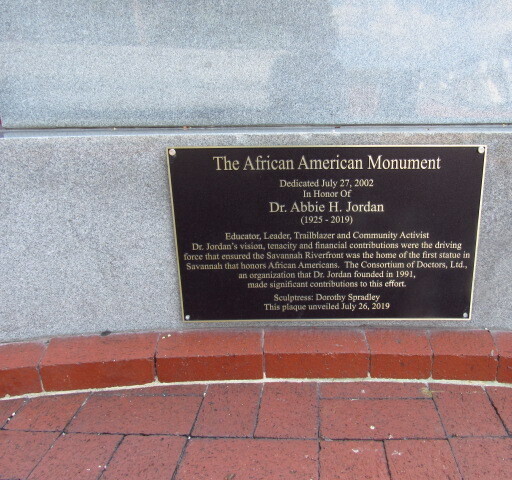 The African American Monument
Dedicated July 27, 2002
In Honor Of
Dr. Abbie H. Jordan
(1925 - 2019)
Educator, Leader, Trailblazer and Community Activist
Dr. Jordan's vision, tenacity and financial contributions were the driving
force that ensured the Savannah Riverfront was the home of the first statue in
Savannah that honors African Americans. The Consortium of Doctors, Ltd.,
an organization that Dr. Jordan founded in 1991,
made significant contributions to this effort.
Sculptress: Dorothy Spradley
This plaque unveiled July 26, 2019